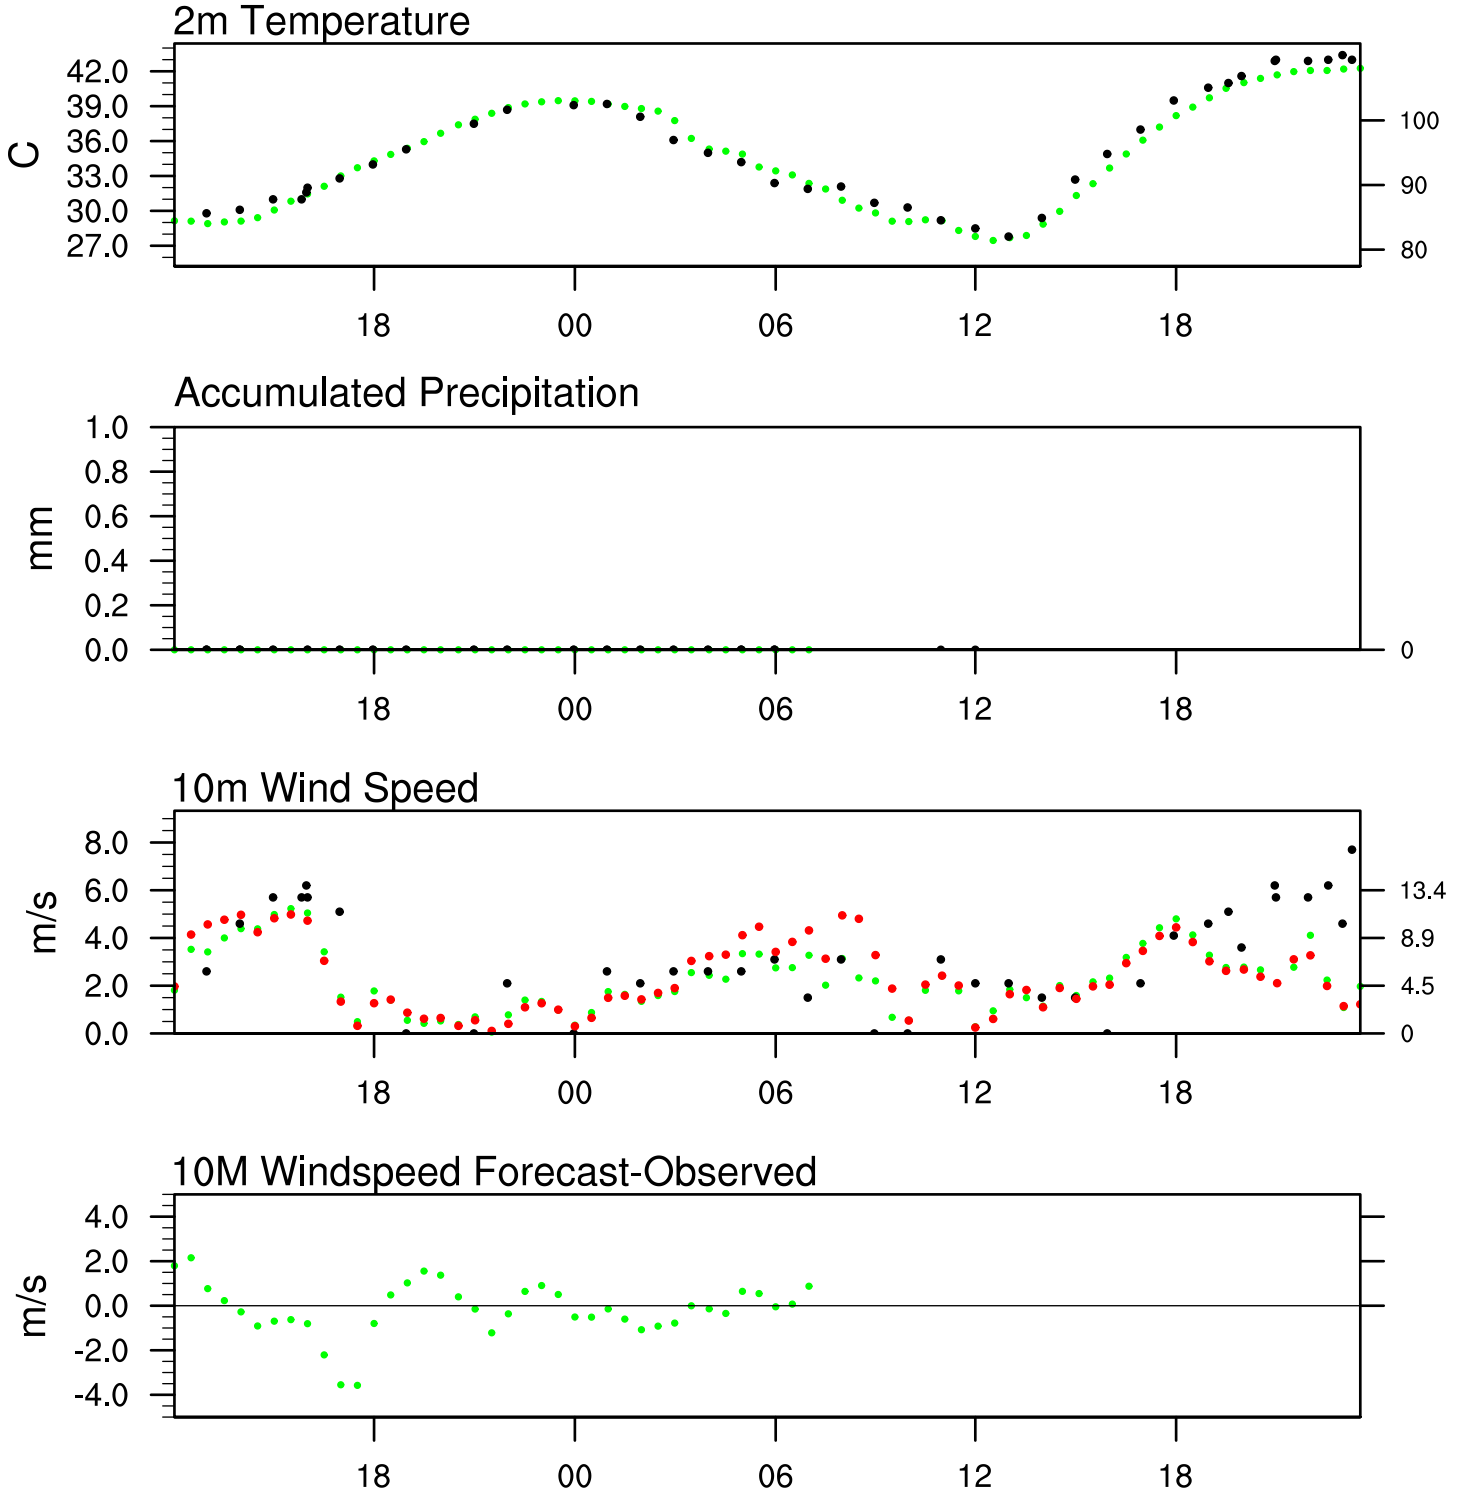 2m Temperature
42.0
39.0
36.0
33.0
30.0
27.0
C
100
90
80
18 00 06 12 18
Accumulated Precipitation
1.0
0.8
0.6
0.4
0.2
0.0
mm
0
18 00 06 12 18
10m Wind Speed
8.0
6.0
4.0
2.0
0.0
m/s
13.4
8.9
4.5
0
18 00 06 12 18
10M Windspeed Forecast-Observed
4.0
2.0
0.0
-2.0
-4.0
m/s
18 00 06 12 18